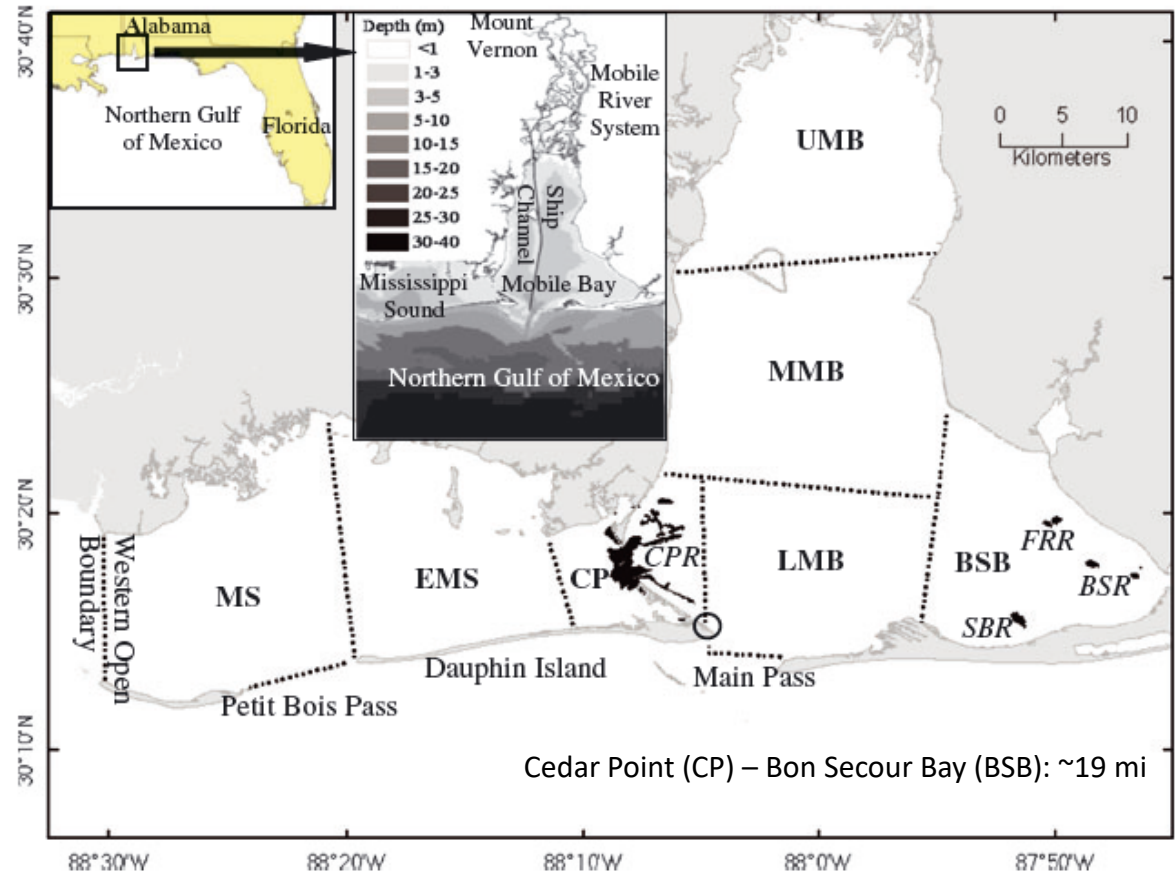 Alabama
Northern Gulf
of Mexico
Florida
Depth (m)
<1
1-3
3-5
5-10
10-15
15-20
20-25
25-30
30-40
Mount
Vernon
Mobile
River
System
Ship
Channel
Mississippi
Sound
Mobile Bay
Northern Gulf of Mexico
0 5 10
Kilometers
UMB
MMB
LMB
BSB
FRR
BSR
SBR
CPR
CP
EMS
MS
Western Open
Boundary
Petit Bois Pass
Dauphin Island
Main Pass
Cedar Point (CP) – Bon Secour Bay (BSB): ~19 mi
30°40'N
30°30'N
30°20'N
30°10'N
88°30'W
88°20'W
88°10'W
88°0'W
87°50'W